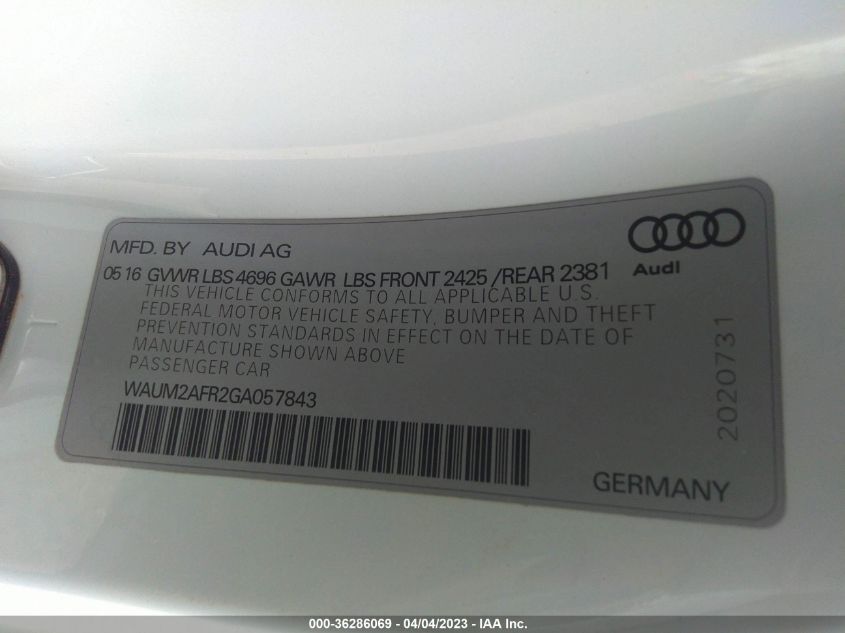 MFD. BY AUDI AG
05 16 GVWR LBS 4696 GAWR LBS FRONT 2425 /REAR 2381
THIS VEHICLE CONFORMS TO ALL APPLICABLE U.S.
FEDERAL MOTOR VEHICLE SAFETY, BUMPER AND THEFT
PREVENTION STANDARDS IN EFFECT ON THE DATE OF
MANUFACTURE SHOWN ABOVE
PASSENGER CAR
WAUM2AFR2GA057843
Audi
2020731
GERMANY
000-36286069 - 04/04/2023 - IAA Inc.